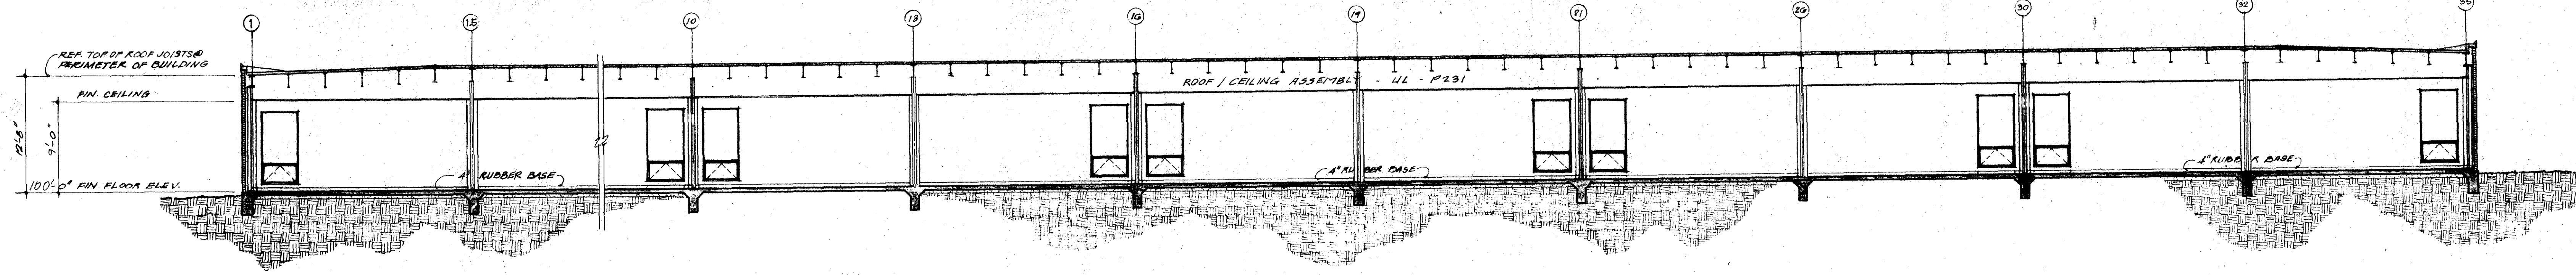 1 1.5 10 13 16 19 21 26 30 32 35
REF. TOP OF ROOF JOISTS @
PERIMETER OF BUILDING
ROOF / CEILING ASSEMBLY - UL - P231
FIN. CEILING
12'-8"
9'-0"
4" RUBBER BASE
4" RUBBER BASE
4" RUBBER BASE
100'-0" FIN. FLOOR ELEV.